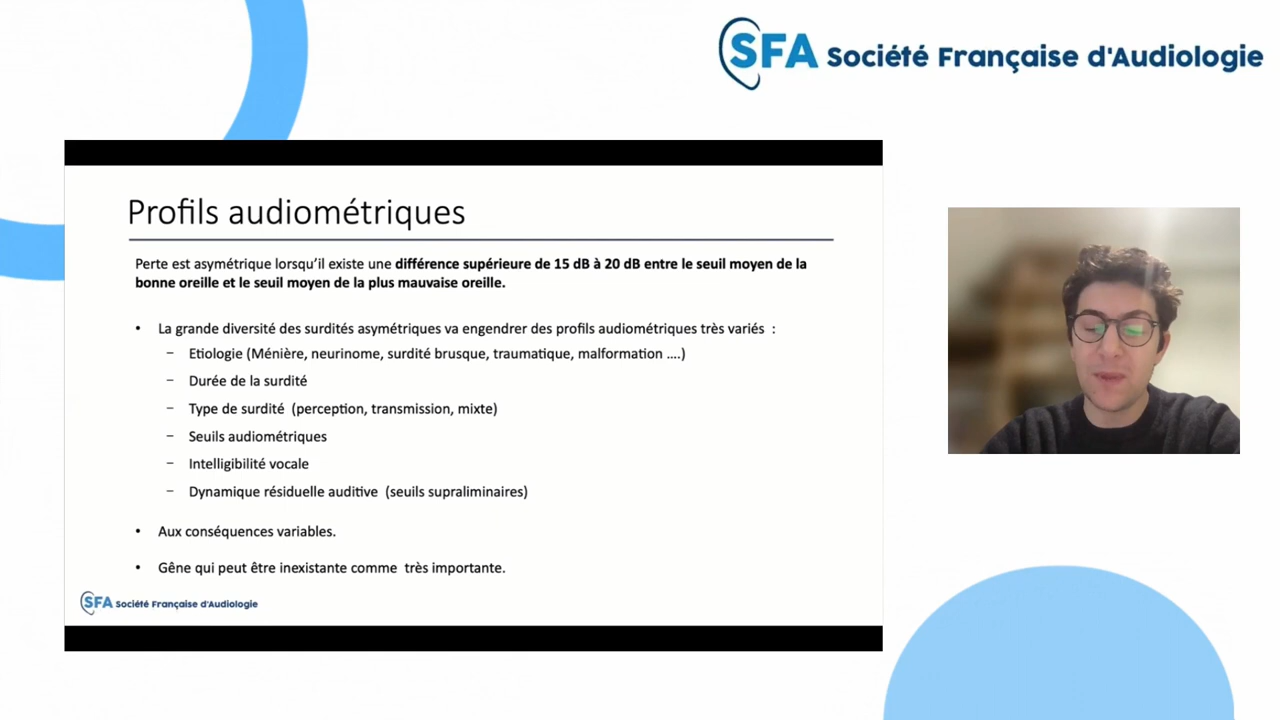 SFA Société Française d'Audiologie
Profils audiométriques
Perte est asymétrique lorsqu'il existe une différence supérieure de 15 dB à 20 dB entre le seuil moyen de la
bonne oreille et le seuil moyen de la plus mauvaise oreille.
• La grande diversité des surdités asymétriques va engendrer des profils audiométriques très variés :
– Etiologie (Ménière, neurinome, surdité brusque, traumatique, malformation ....)
– Durée de la surdité
– Type de surdité (perception, transmission, mixte)
– Seuils audiométriques
– Intelligibilité vocale
– Dynamique résiduelle auditive (seuils supraliminaires)
• Aux conséquences variables.
• Gêne qui peut être inexistante comme très importante.
SFA Société Française d'Audiologie